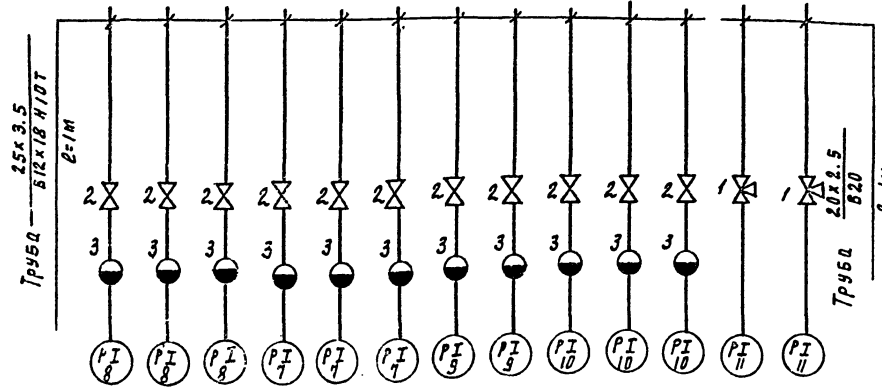 Труба 25х3.5
В12х18Н10Т
l=1м
2 2 2 2 2 2 2 2 2 2 2 1 1
3 3 3 3 3 3 3 3 3 3 3
PI PI PI PI PI PI PI PI PI PI PI PI PI
8 8 8 7 7 7 9 9 10 10 10 11 11
Труба 20х2.5
В20